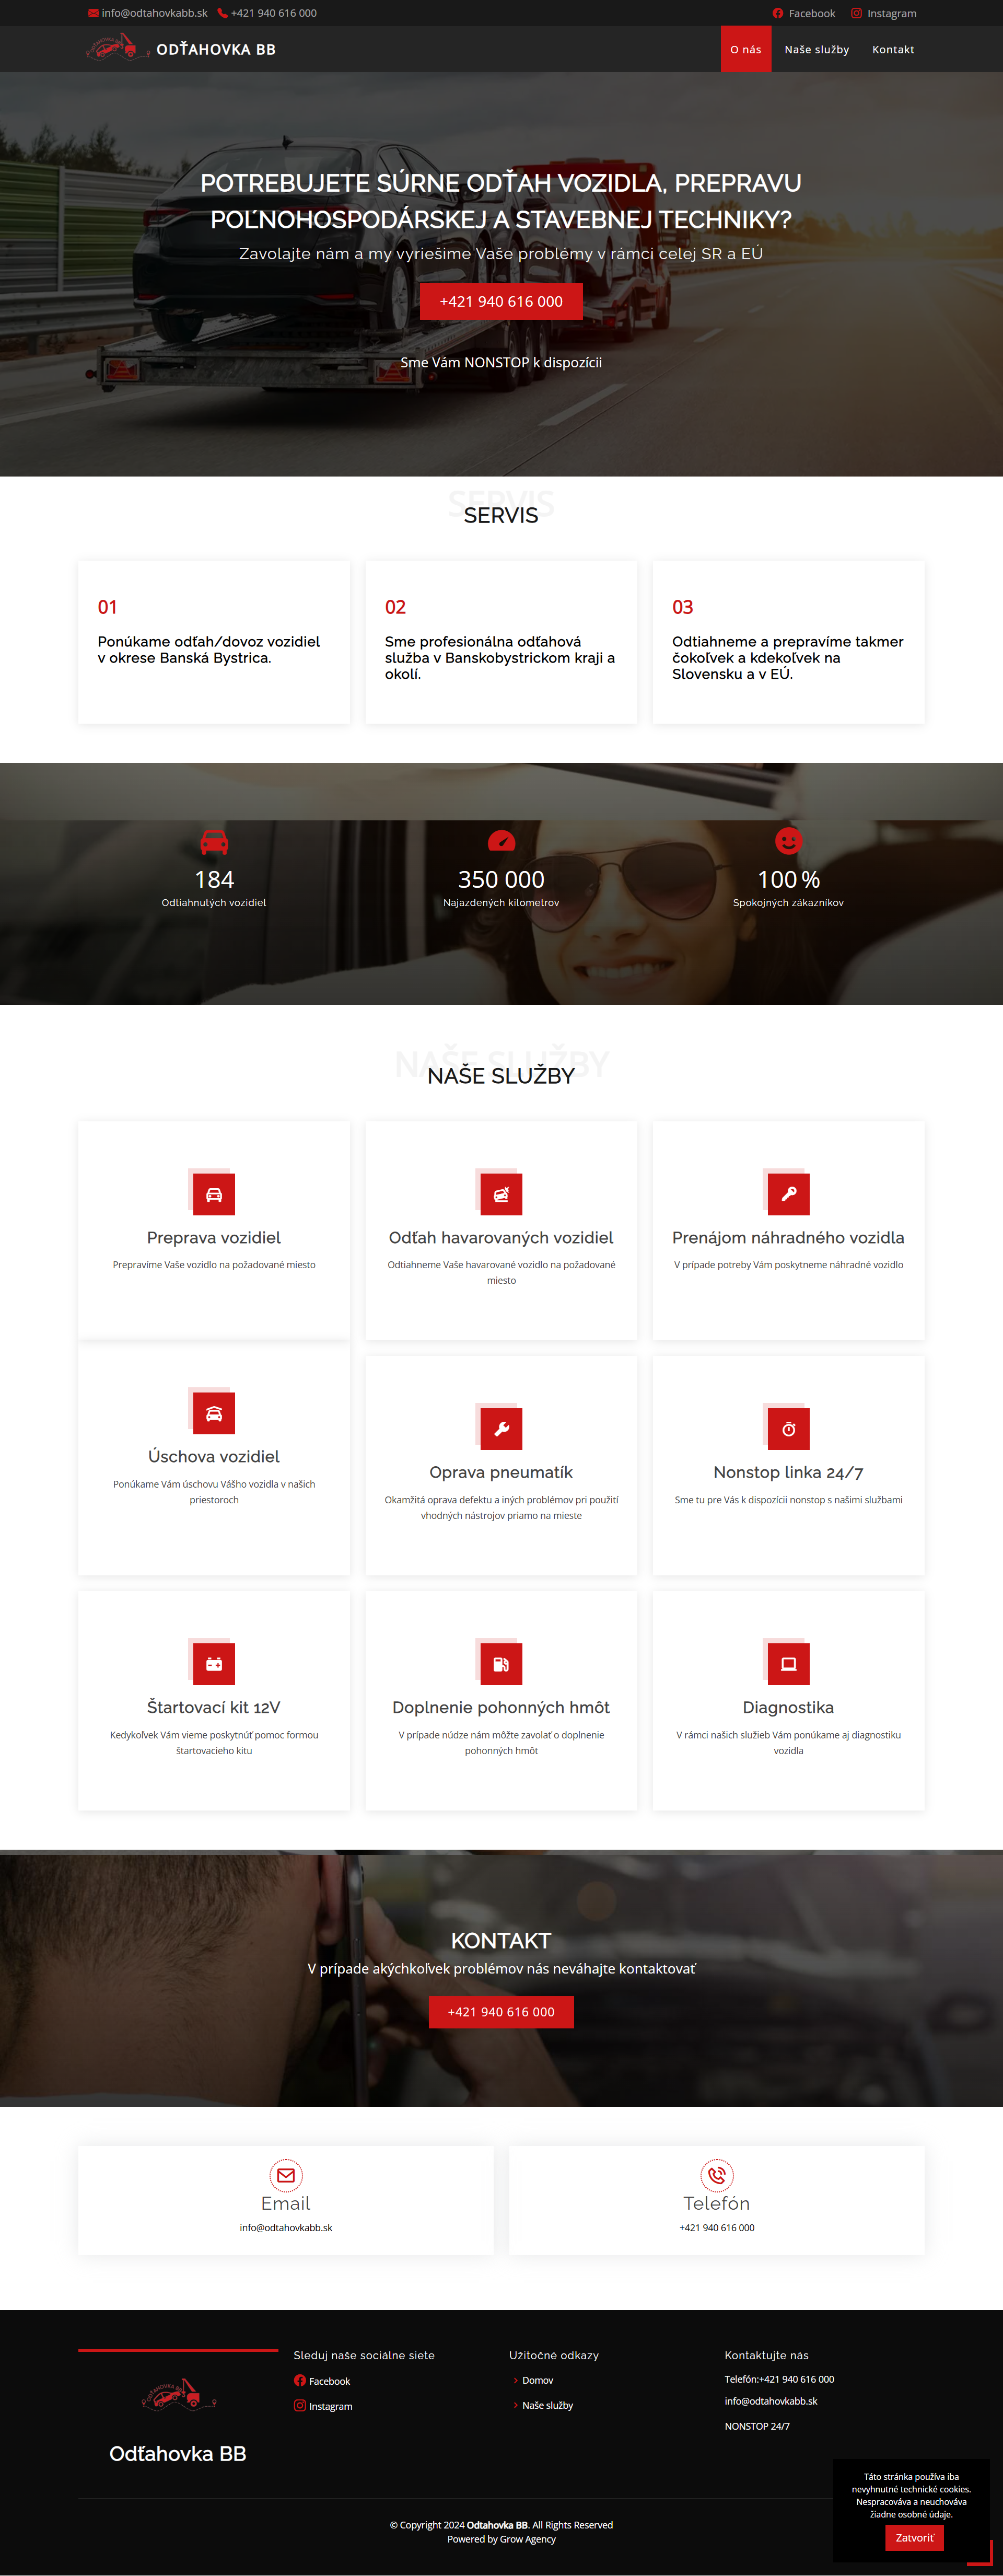 info@odtahovkabb.sk +421 940 616 000 Facebook Instagram
ODŤAHOVKA BB O nás Naše služby Kontakt
POTREBUJETE SÚRNE ODŤAH VOZIDLA, PREPRAVU
POĽNOHOSPODÁRSKEJ A STAVEBNEJ TECHNIKY?
Zavolajte nám a my vyriešime Vaše problémy v rámci celej SR a EÚ
+421 940 616 000
Sme Vám NONSTOP k dispozícii
SERVIS
SERVIS
01
Ponúkame odťah/dovoz vozidiel
v okrese Banská Bystrica.
02
Sme profesionálna odťahová
služba v Banskobystrickom kraji a
okolí.
03
Odtiahneme a prepravíme takmer
čokoľvek a kdekoľvek na
Slovensku a v EÚ.
184
Odtiahnutých vozidiel
350 000
Najazdených kilometrov
100 %
Spokojných zákazníkov
NAŠE SLUŽBY
NAŠE SLUŽBY
Preprava vozidiel
Prepravíme Vaše vozidlo na požadované miesto
Odťah havarovaných vozidiel
Odtiahneme Vaše havarované vozidlo na požadované
miesto
Prenájom náhradného vozidla
V prípade potreby Vám poskytneme náhradné vozidlo
Úschova vozidiel
Ponúkame Vám úschovu Vášho vozidla v našich
priestoroch
Oprava pneumatík
Okamžitá oprava defektu a iných problémov pri použití
vhodných nástrojov priamo na mieste
Nonstop linka 24/7
Sme tu pre Vás k dispozícii nonstop s našimi službami
Štartovací kit 12V
Kedykoľvek Vám vieme poskytnúť pomoc formou
štartovacieho kitu
Doplnenie pohonných hmôt
V prípade núdze nám môžte zavolať o doplnenie
pohonných hmôt
Diagnostika
V rámci našich služieb Vám ponúkame aj diagnostiku
vozidla
KONTAKT
V prípade akýchkoľvek problémov nás neváhajte kontaktovať
+421 940 616 000
Email
info@odtahovkabb.sk
Telefón
+421 940 616 000
ODŤAHOVKA BB
Odťahovka BB
Sleduj naše sociálne siete
Facebook
Instagram
Užitočné odkazy
Domov
Naše služby
Kontaktujte nás
Telefón:+421 940 616 000
info@odtahovkabb.sk
NONSTOP 24/7
© Copyright 2024 Odtahovka BB. All Rights Reserved
Powered by Grow Agency
Táto stránka používa iba
nevyhnutné technické cookies.
Nespracováva a neuchováva
žiadne osobné údaje.
Zatvoriť